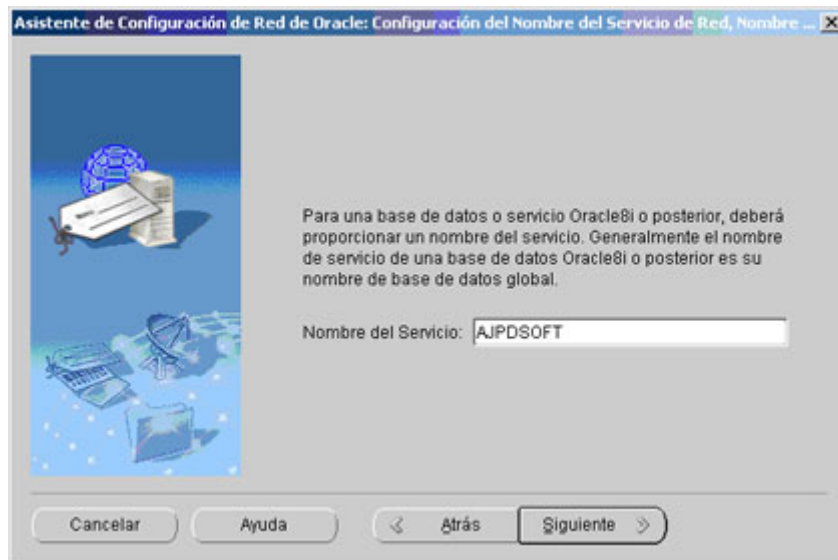 Asistente de Configuración de Red de Oracle: Configuración del Nombre del Servicio de Red, Nombre ...
Para una base de datos o servicio Oracle8i o posterior, deberá
proporcionar un nombre del servicio. Generalmente el nombre
de servicio de una base de datos Oracle8i o posterior es su
nombre de base de datos global.
Nombre del Servicio: AJPDSOFT
Cancelar Ayuda Atrás Siguiente